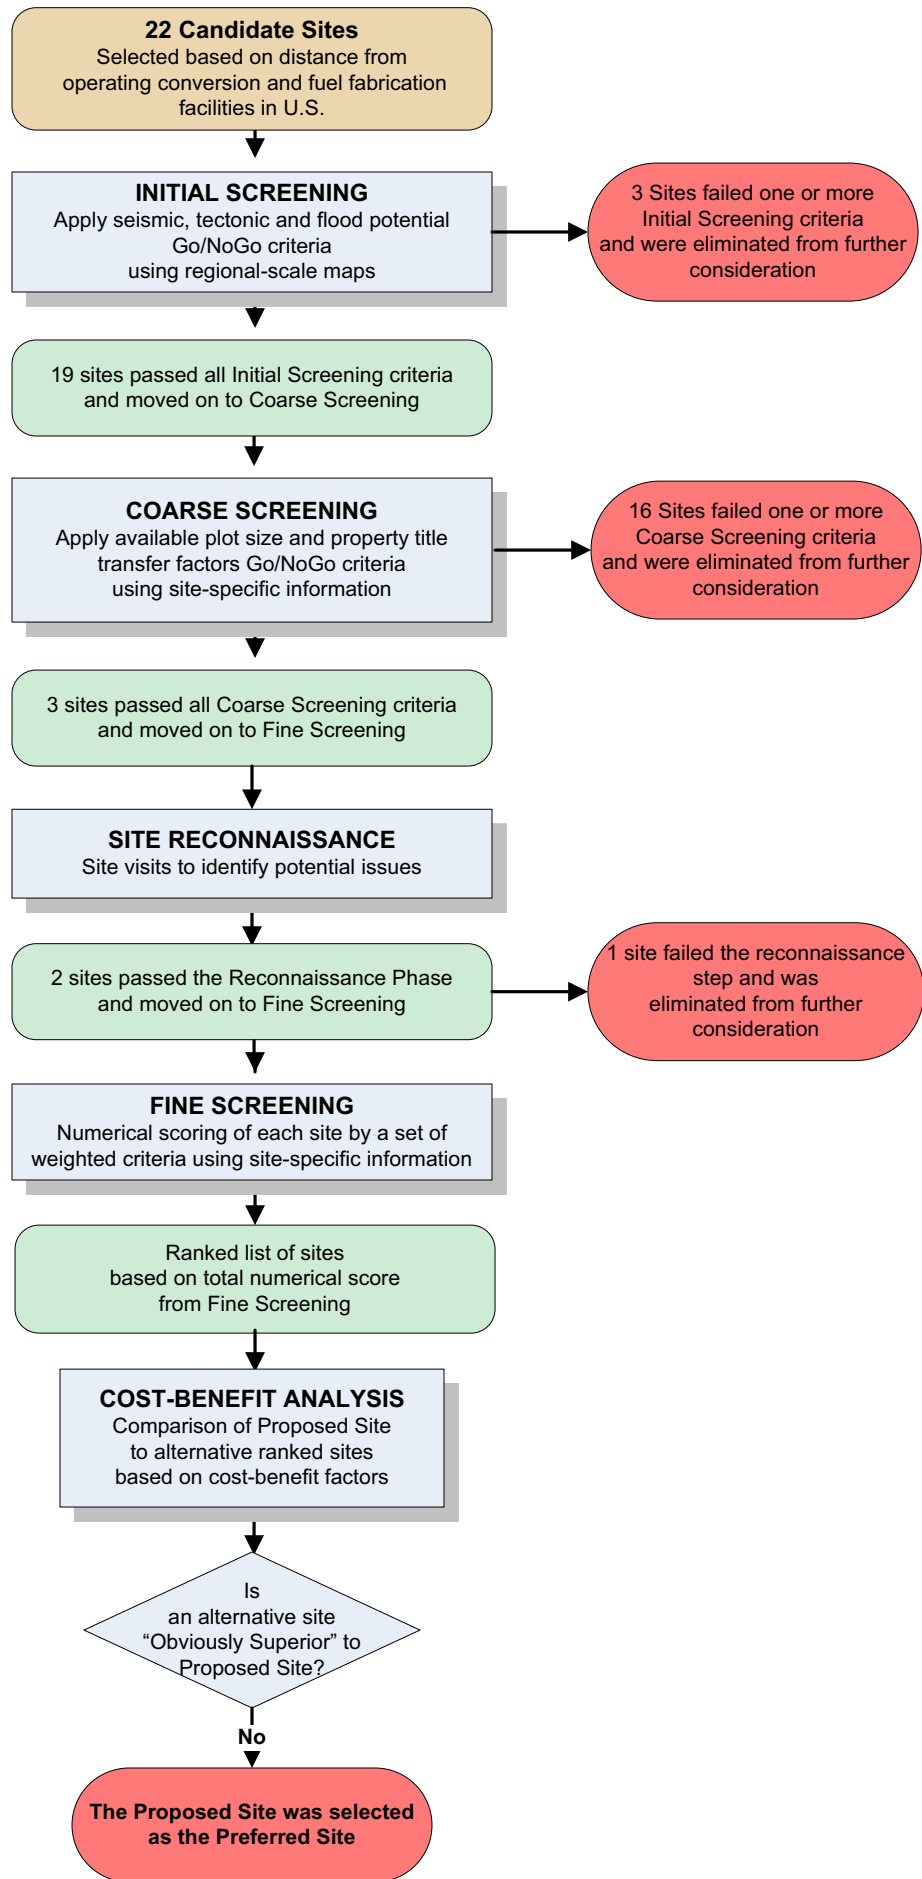 22 Candidate Sites
Selected based on distance from
operating conversion and fuel fabrication
facilities in U.S.
INITIAL SCREENING
Apply seismic, tectonic and flood potential
Go/NoGo criteria
using regional-scale maps
3 Sites failed one or more
Initial Screening criteria
and were eliminated from further
consideration
19 sites passed all Initial Screening criteria
and moved on to Coarse Screening
COARSE SCREENING
Apply available plot size and property title
transfer factors Go/NoGo criteria
using site-specific information
16 Sites failed one or more
Coarse Screening criteria
and were eliminated from further
consideration
3 sites passed all Coarse Screening criteria
and moved on to Fine Screening
SITE RECONNAISSANCE
Site visits to identify potential issues
2 sites passed the Reconnaissance Phase
and moved on to Fine Screening
1 site failed the reconnaissance
step and was
eliminated from further
consideration
FINE SCREENING
Numerical scoring of each site by a set of
weighted criteria using site-specific information
Ranked list of sites
based on total numerical score
from Fine Screening
COST-BENEFIT ANALYSIS
Comparison of Proposed Site
to alternative ranked sites
based on cost-benefit factors
Is
an alternative site
“Obviously Superior” to
Proposed Site?
No
The Proposed Site was selected
as the Preferred Site